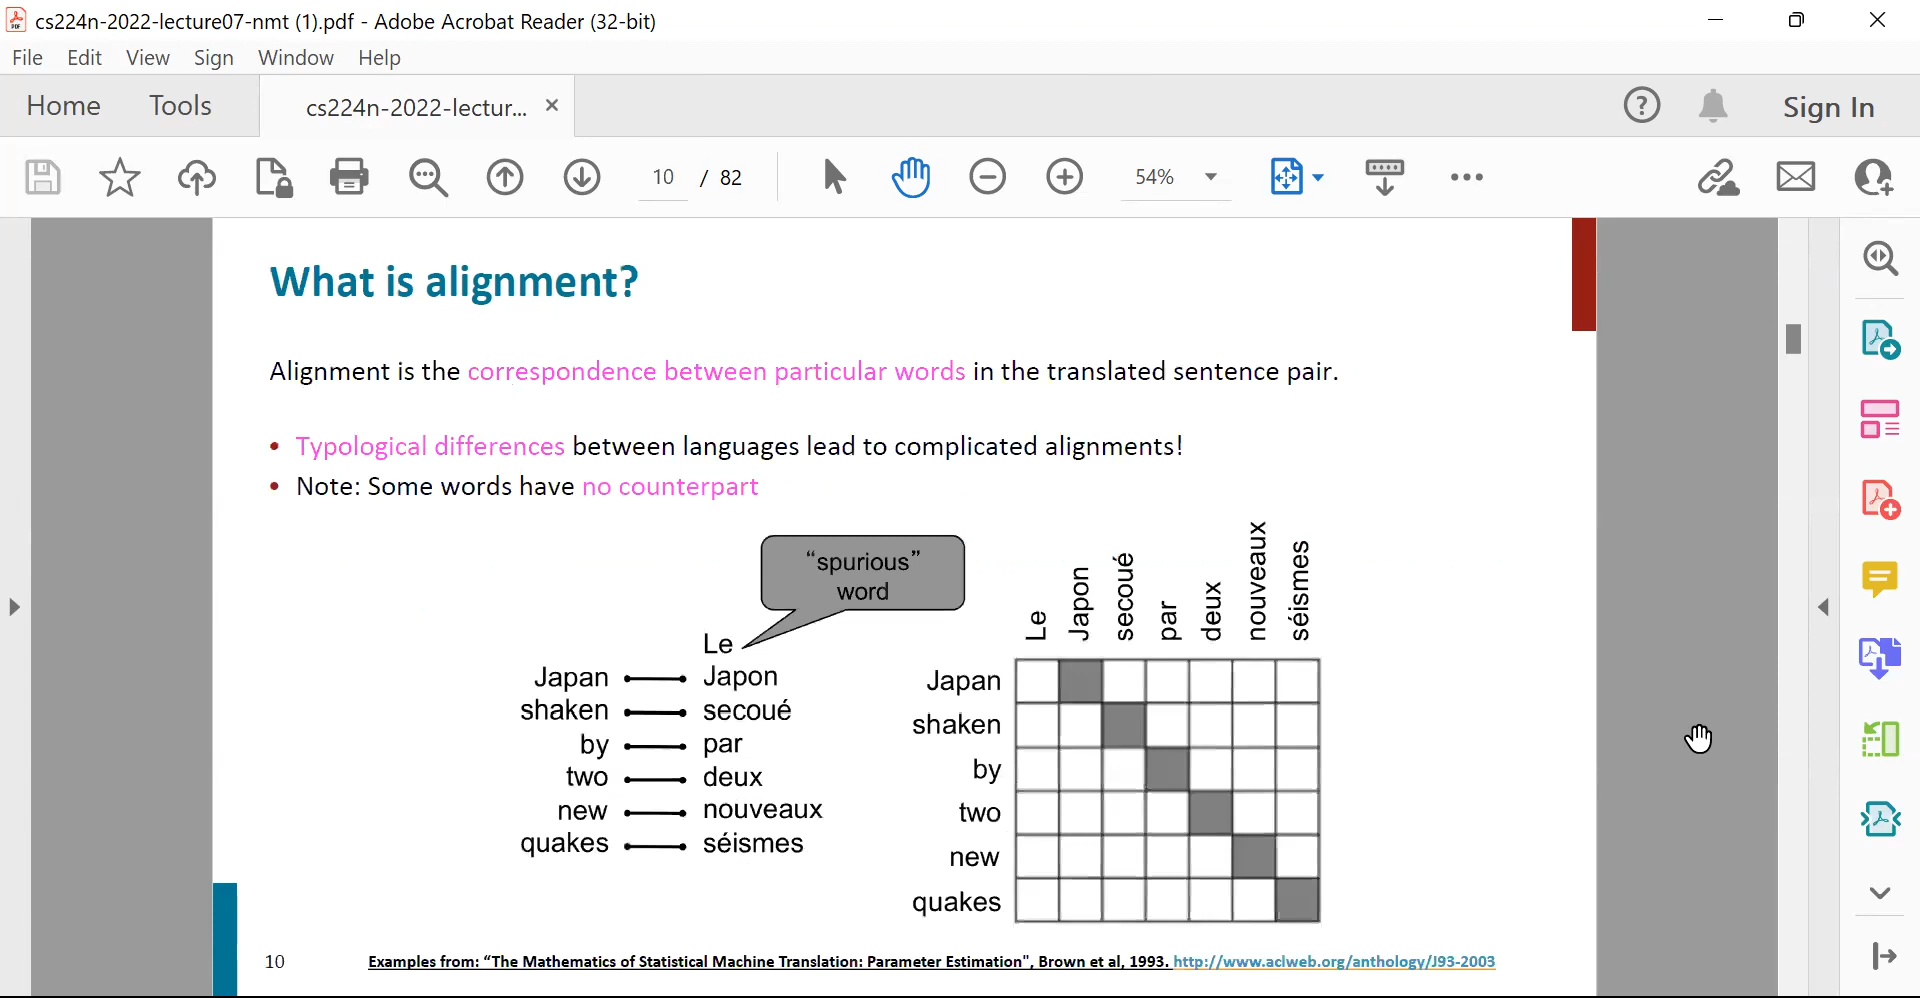 cs224n-2022-lecture07-nmt (1).pdf - Adobe Acrobat Reader (32-bit)
File Edit View Sign Window Help
Home Tools cs224n-2022-lectur... Sign In
10 / 82 54%
What is alignment?
Alignment is the correspondence between particular words in the translated sentence pair.
• Typological differences between languages lead to complicated alignments!
• Note: Some words have no counterpart
“spurious”
word
Le
Japan Japon
shaken secoué
by par
two deux
new nouveaux
quakes séismes
Le Japon secoué par deux nouveaux séismes
Japan
shaken
by
two
new
quakes
10
Examples from: “The Mathematics of Statistical Machine Translation: Parameter Estimation", Brown et al, 1993. http://www.aclweb.org/anthology/J93-2003